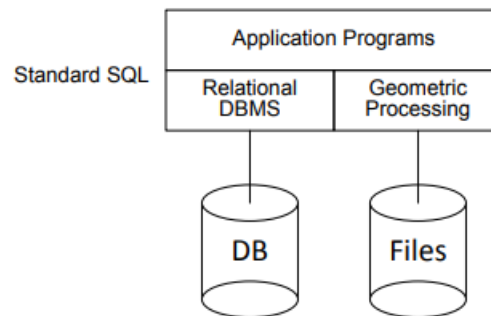 Application Programs
Standard SQL
Relational
DBMS
Geometric
Processing
DB
Files